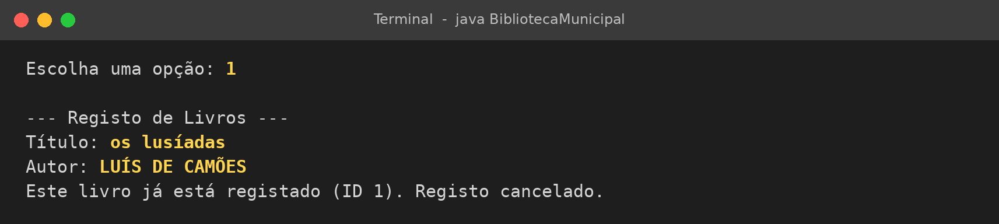 Terminal - java BibliotecaMunicipal
Escolha uma opção: 1
--- Registo de Livros ---
Título: os lusíadas
Autor: LUÍS DE CAMÕES
Este livro já está registado (ID 1). Registo cancelado.